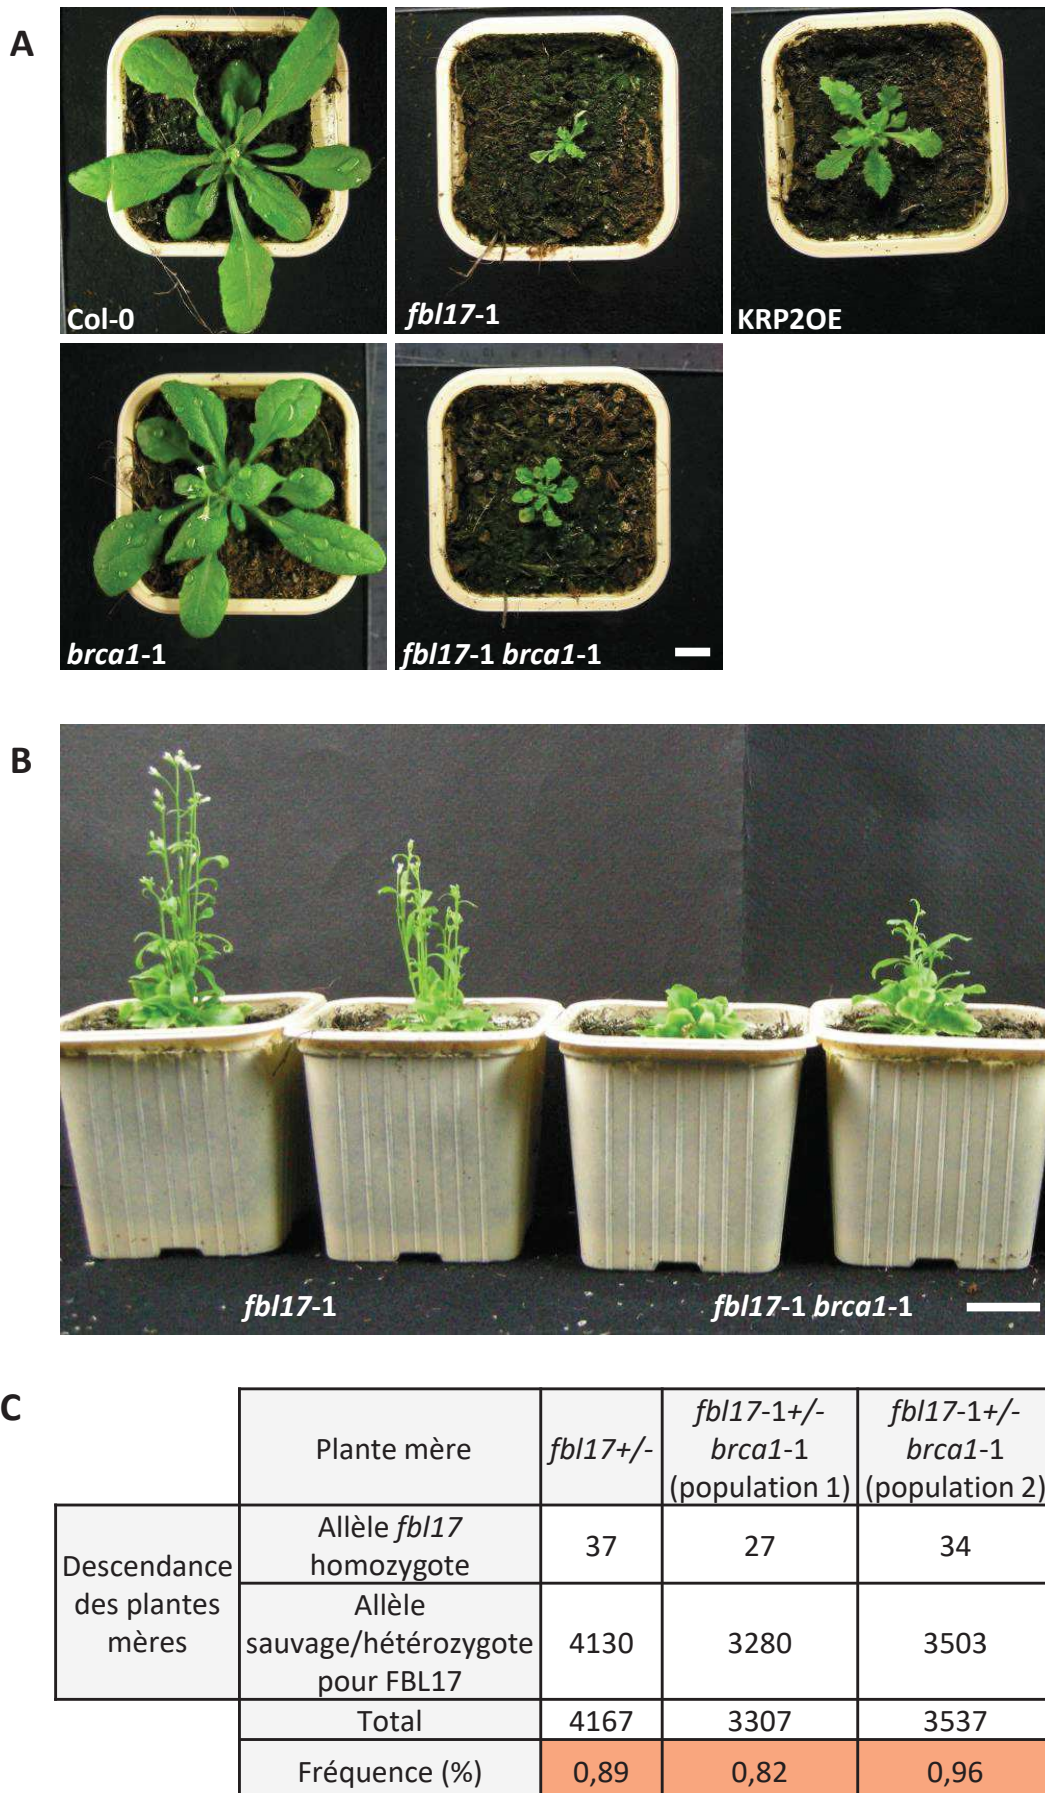 A
Col-0
fbl17-1
KRP2OE
brca1-1
fbl17-1 brca1-1
B
fbl17-1
fbl17-1 brca1-1
C
Plante mère
fbl17+/-
fbl17-1+/-
brca1-1
(population 1)
fbl17-1+/-
brca1-1
(population 2)
Descendance
des plantes
mères
Allèle fbl17
homozygote
37
27
34
Allèle
sauvage/hétérozygote
pour FBL17
4130
3280
3503
Total
4167
3307
3537
Fréquence (%)
0,89
0,82
0,96